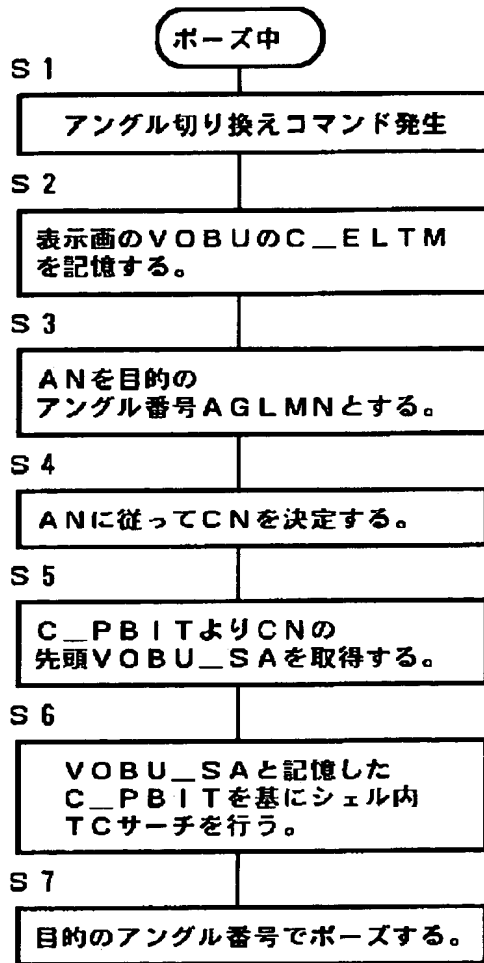 ポーズ中
S1
アングル切り換えコマンド発生
S2
表示画のVOBUのC_ELTM
を記憶する。
S3
ANを目的の
アングル番号AGLMNとする。
S4
ANに従ってCNを決定する。
S5
C_PBITよりCNの
先頭VOBU_SAを取得する。
S6
VOBU_SAと記憶した
C_PBITを基にシェル内
TCサーチを行う。
S7
目的のアングル番号でポーズする。